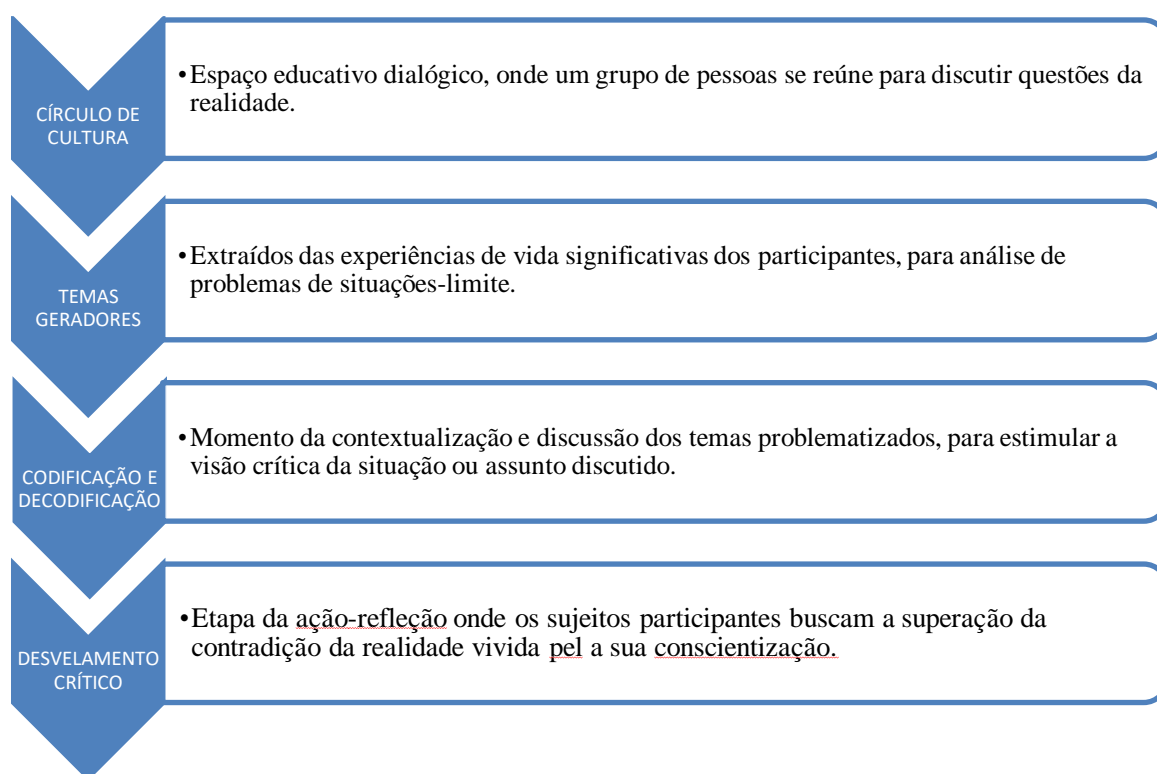 CÍRCULO DE
CULTURA
•Espaço educativo dialógico, onde um grupo de pessoas se reúne para discutir questões da
realidade.
TEMAS
GERADORES
•Extraídos das experiências de vida significativas dos participantes, para análise de
problemas de situações-limite.
CODIFICAÇÃO E
DECODIFICAÇÃO
•Momento da contextualização e discussão dos temas problematizados, para estimular a
visão crítica da situação ou assunto discutido.
DESVELAMENTO
CRÍTICO
•Etapa da ação-refleção onde os sujeitos participantes buscam a superação da
contradição da realidade vivida pel a sua conscientização.